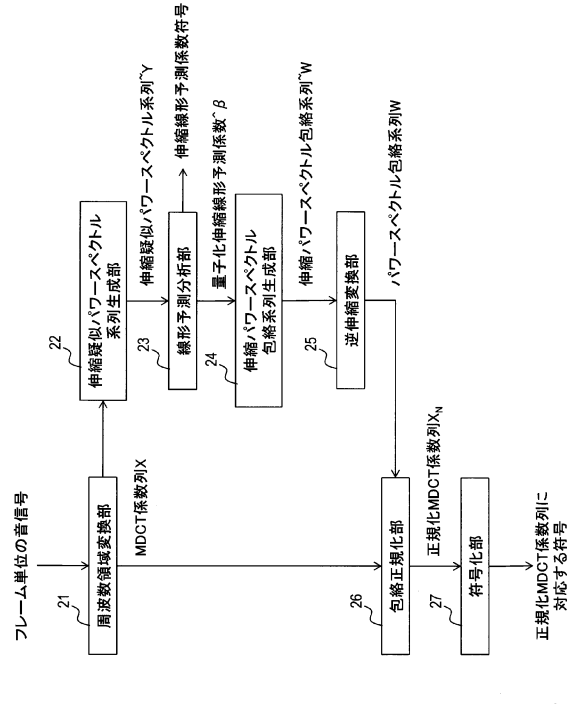 フレーム単位の音信号
21
周波数領域変換部
MDCT係数列X
22
伸縮疑似パワースペクトル
系列生成部
伸縮疑似パワースペクトル系列~Y
23
線形予測分析部
伸縮線形予測係数符号
量子化伸縮線形予測係数^β
24
伸縮パワースペクトル
包絡系列生成部
伸縮パワースペクトル包絡系列~W
25
逆伸縮変換部
パワースペクトル包絡系列W
26
包絡正規化部
正規化MDCT係数列X_N
27
符号化部
正規化MDCT係数列に
対応する符号